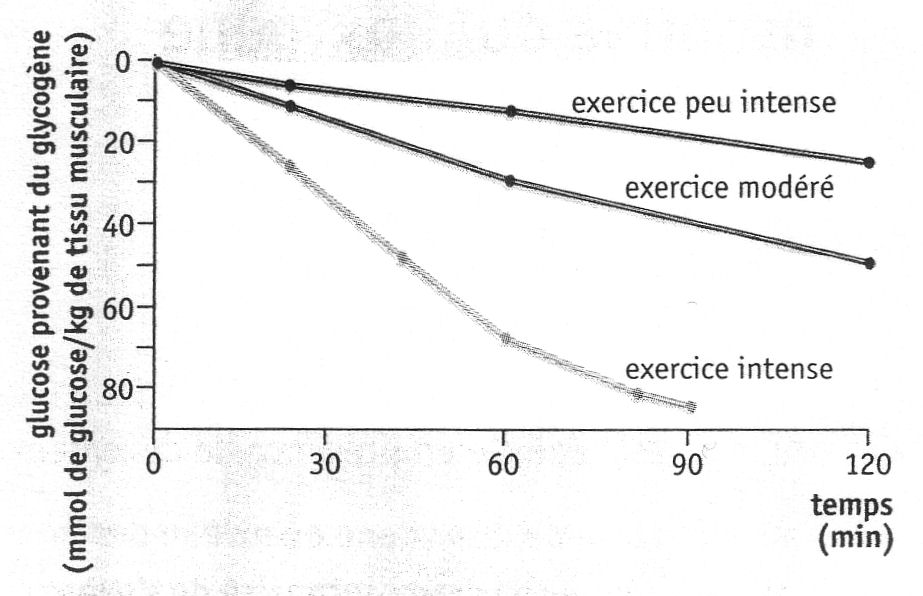 glucose provenant du glycogène
(mmol de glucose/kg de tissu musculaire)
0
20
40
60
80
exercice peu intense
exercice modéré
exercice intense
0
30
60
90
120
temps
(min)